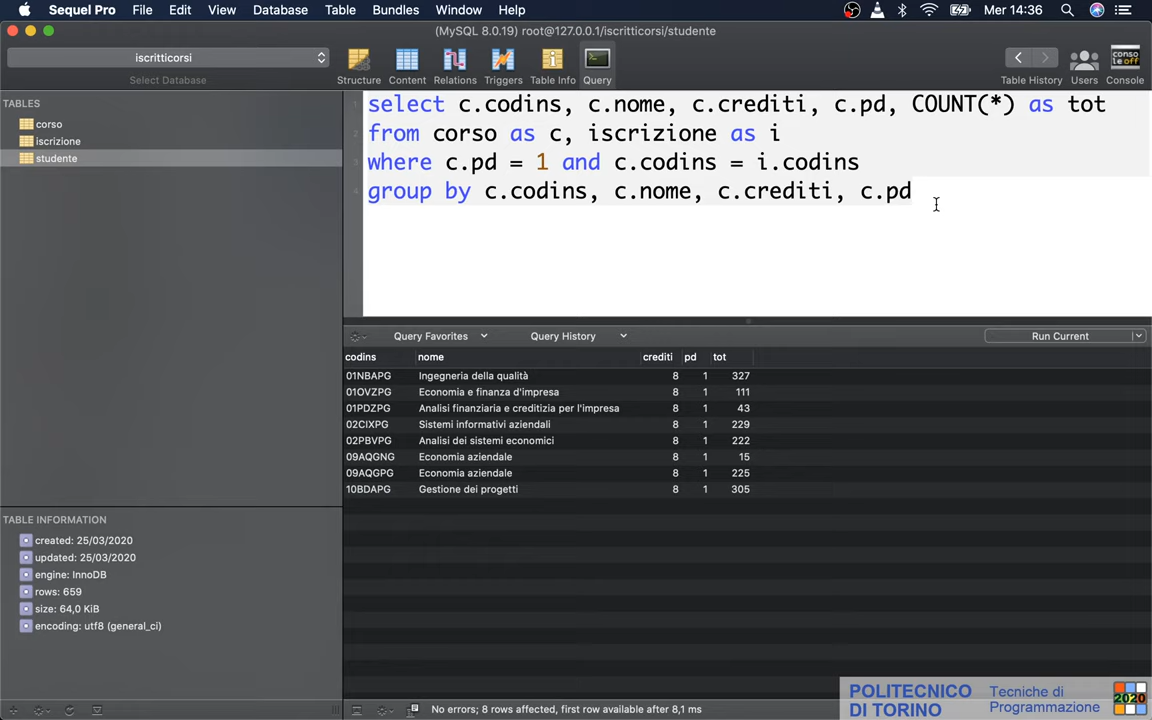 Sequel Pro File Edit View Database Table Bundles Window Help Mer 14:36
(MySQL 8.0.19) root@127.0.0.1/iscritticorsi/studente
iscritticorsi
conso
le off
Select Database Structure Content Relations Triggers Table Info Query Table History Users Console
TABLES
corso
iscrizione
studente
1 select c.codins, c.nome, c.crediti, c.pd, COUNT(*) as tot
2 from corso as c, iscrizione as i
3 where c.pd = 1 and c.codins = i.codins
4 group by c.codins, c.nome, c.crediti, c.pd
Query Favorites Query History Run Current
codins nome crediti pd tot
01NBAPG Ingegneria della qualità 8 1 327
01OVZPG Economia e finanza d'impresa 8 1 111
01PDZPG Analisi finanziaria e creditizia per l'impresa 8 1 43
02CIXPG Sistemi informativi aziendali 8 1 229
02PBVPG Analisi dei sistemi economici 8 1 222
09AQGNG Economia aziendale 8 1 15
09AQGPG Economia aziendale 8 1 225
10BDAPG Gestione dei progetti 8 1 305
TABLE INFORMATION
created: 25/03/2020
updated: 25/03/2020
engine: InnoDB
rows: 659
size: 64,0 KiB
encoding: utf8 (general_ci)
No errors; 8 rows affected, first row available after 8,1 ms
POLITECNICO
DI TORINO
Tecniche di
Programmazione
2020